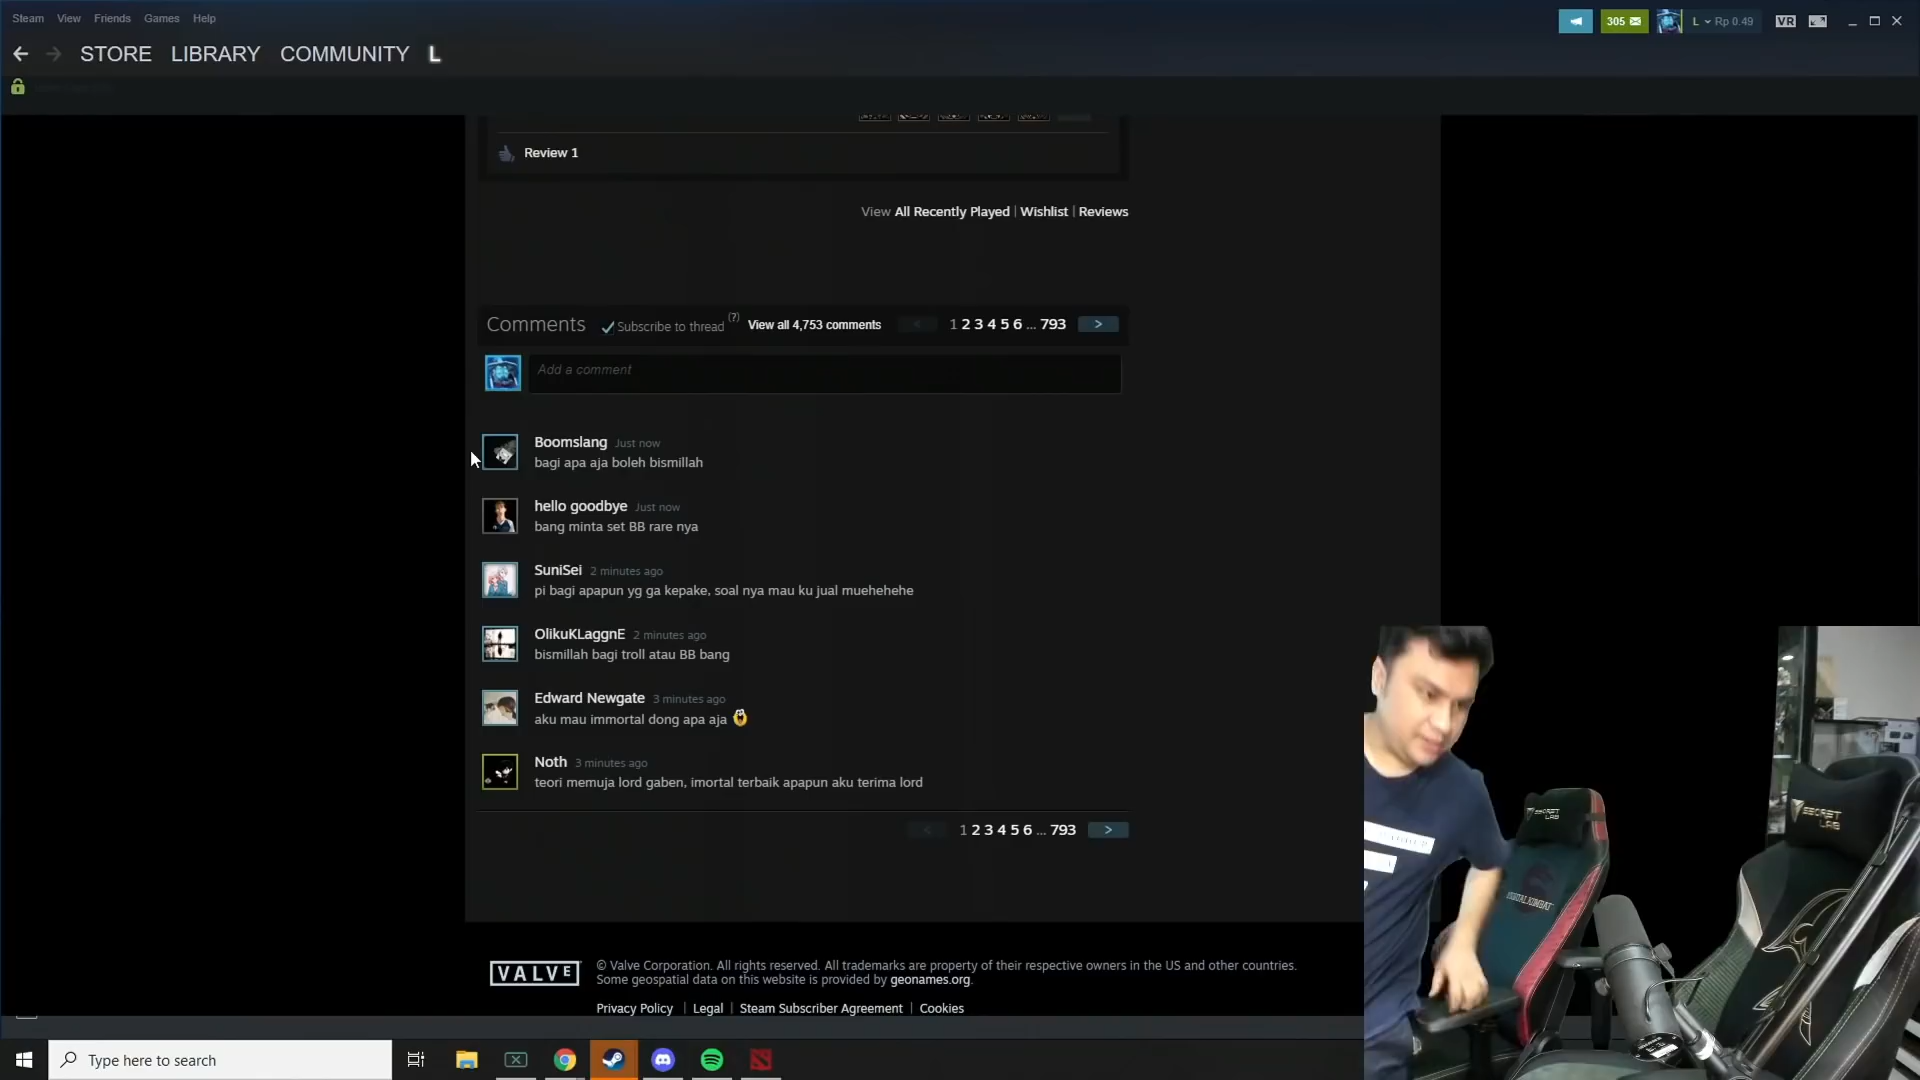 Steam View Friends Games Help
305
L Rp 0.49
VR
STORE LIBRARY COMMUNITY L
Review 1
View All Recently Played | Wishlist | Reviews
Comments Subscribe to thread (?) View all 4,753 comments < 1 2 3 4 5 6 ... 793 >
Add a comment
Boomslang Just now
bagi apa aja boleh bismillah
hello goodbye Just now
bang minta set BB rare nya
SuniSei 2 minutes ago
pi bagi apapun yg ga kepake, soal nya mau ku jual muehehehe
OlikuKLaggnE 2 minutes ago
bismillah bagi troll atau BB bang
Edward Newgate 3 minutes ago
aku mau immortal dong apa aja
Noth 3 minutes ago
teori memuja lord gaben, imortal terbaik apapun aku terima lord
< 1 2 3 4 5 6 ... 793 >
SECRET LAB
SECRET LAB
MORTAL KOMBAT
VALVE
© Valve Corporation. All rights reserved. All trademarks are property of their respective owners in the US and other countries.
Some geospatial data on this website is provided by geonames.org.
Privacy Policy | Legal | Steam Subscriber Agreement | Cookies
Type here to search